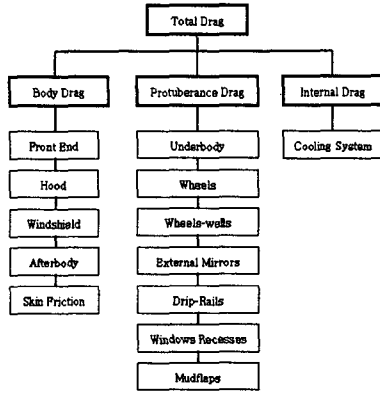 Total Drag
Body Drag
Protuberance Drag
Internal Drag
Front End
Underbody
Cooling System
Hood
Wheels
Windshield
Wheels-wells
Afterbody
External Mirrors
Skin Friction
Drip-Rails
Windows Recesses
Mudflaps